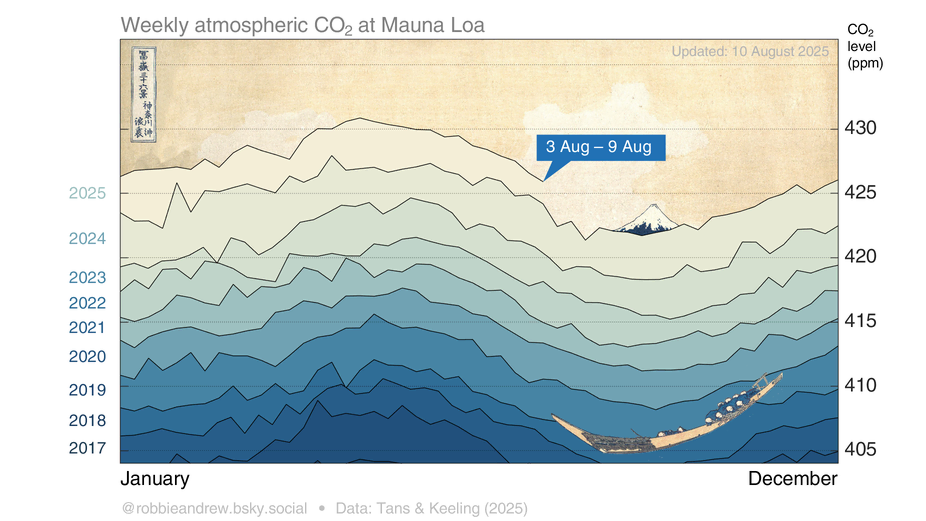 Weekly atmospheric CO₂ at Mauna Loa
CO₂
level
(ppm)
Updated: 10 August 2025
冨嶽三十六景
神奈川沖
浪裏
430
3 Aug – 9 Aug
2025
425
2024
420
2023
2022
415
2021
2020
410
2019
2018
2017
405
January
December
@robbieandrew.bsky.social • Data: Tans & Keeling (2025)